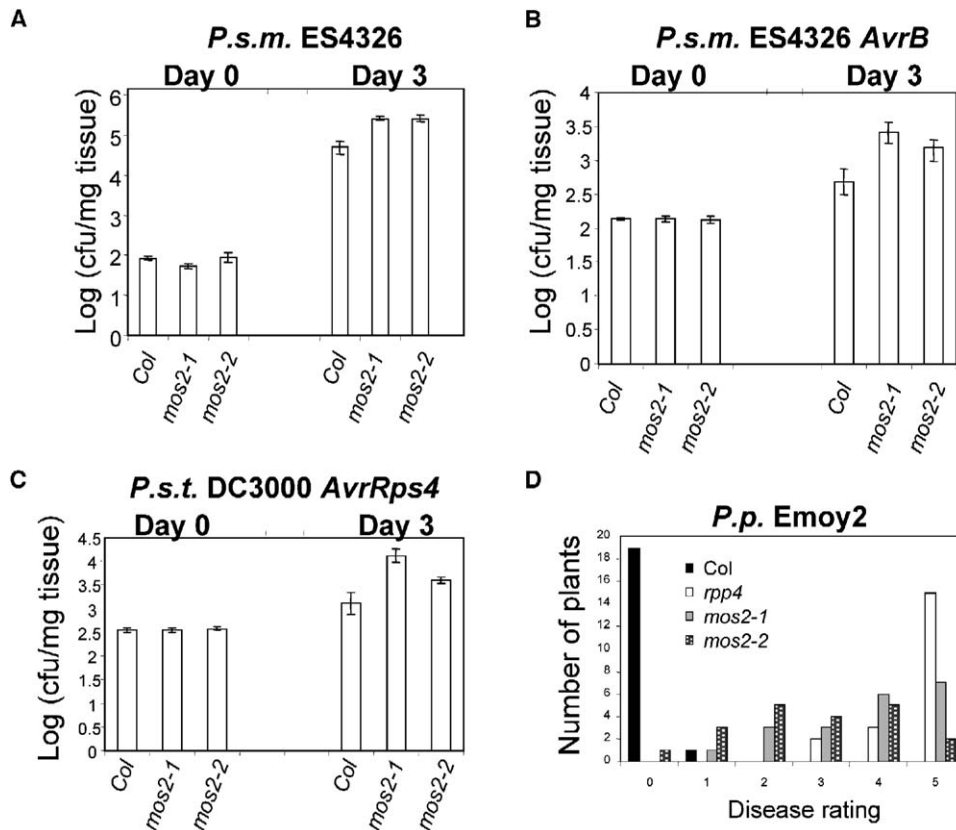 A
P.s.m. ES4326
Day 0 Day 3
Log (cfu/mg tissue)
6
5
4
3
2
1
0
Col mos2-1 mos2-2 Col mos2-1 mos2-2
B
P.s.m. ES4326 AvrB
Day 0 Day 3
Log (cfu/mg tissue)
4
3.5
3
2.5
2
1.5
1
0.5
0
Col mos2-1 mos2-2 Col mos2-1 mos2-2
C
P.s.t. DC3000 AvrRps4
Day 0 Day 3
Log (cfu/mg tissue)
4.5
4
3.5
3
2.5
2
1.5
1
0.5
0
Col mos2-1 mos2-2 Col mos2-1 mos2-2
D
P.p. Emoy2
Number of plants
20
18
16
14
12
10
8
6
4
2
0
Col
rpp4
mos2-1
mos2-2
0 1 2 3 4 5
Disease rating